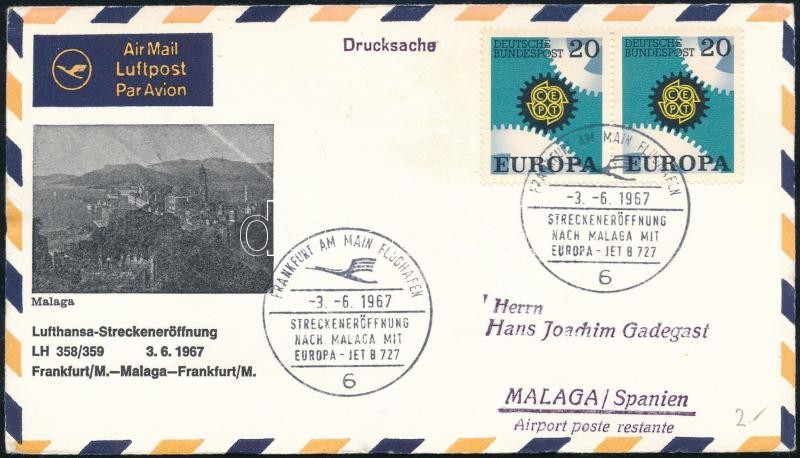 Air Mail
Luftpost
Par Avion
Drucksache
DEUTSCHE
BUNDESPOST 20
CEPT
EUROPA
DEUTSCHE
BUNDESPOST 20
CEPT
EUROPA
FRANKFURT AM MAIN FLUGHAFEN
-3. -6. 1967
STRECKENERÖFFNUNG
NACH MALAGA MIT
EUROPA - JET B 727
6
Malaga
Lufthansa-Streckeneröffnung
LH 358/359 3. 6. 1967
Frankfurt/M.—Malaga—Frankfurt/M.
FRANKFURT AM MAIN FLUGHAFEN
-3. -6. 1967
STRECKENERÖFFNUNG
NACH MALAGA MIT
EUROPA - JET B 727
6
Herrn
Hans Joachim Gadegast
MALAGA/Spanien
Airport poste restante
2.-